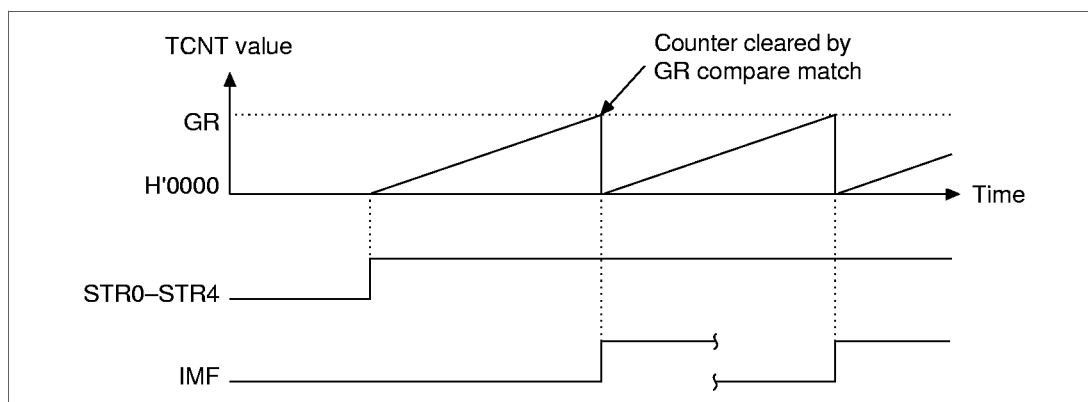 TCNT value
Counter cleared by
GR compare match
GR
H'0000
Time
STR0–STR4
IMF